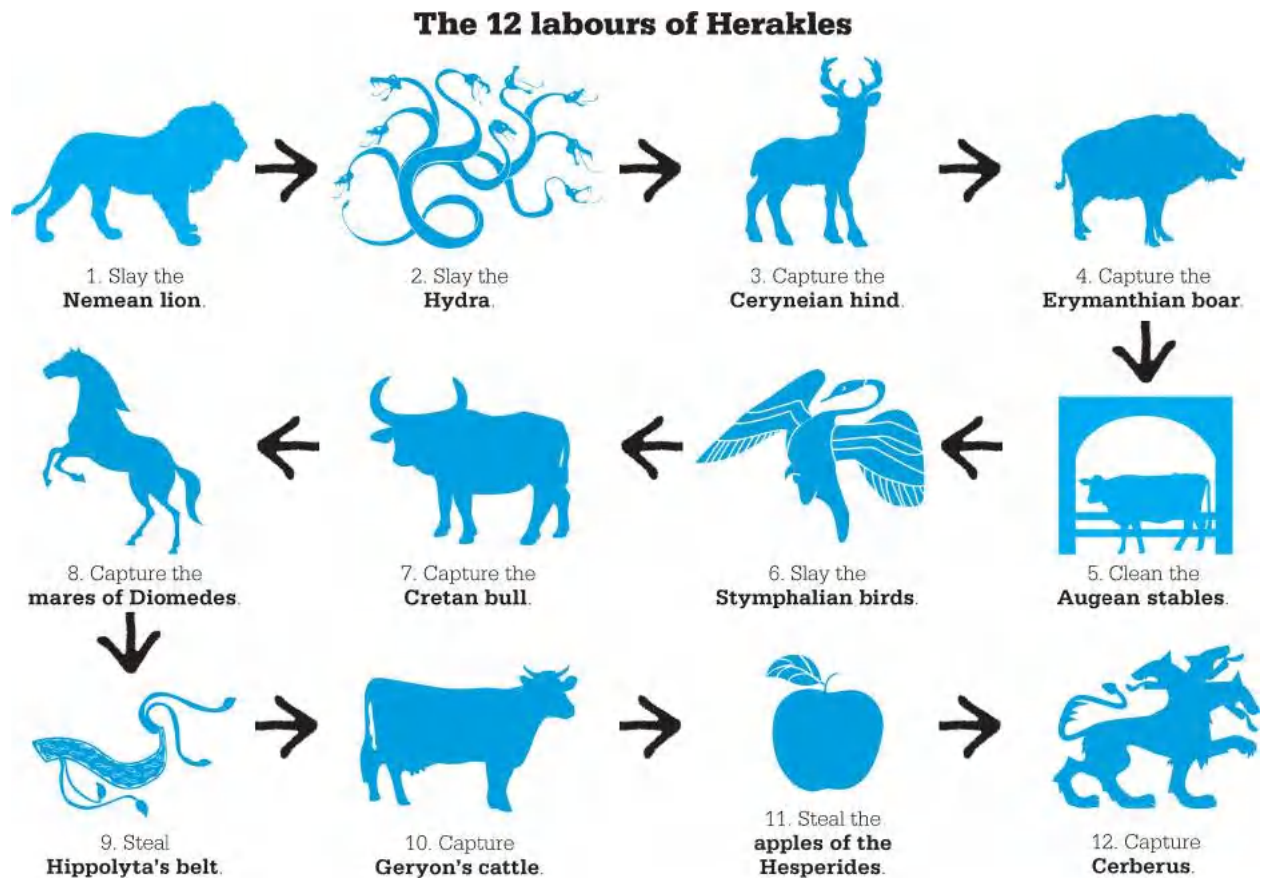 The 12 labours of Herakles
1. Slay the
Nemean lion.
2. Slay the
Hydra.
3. Capture the
Ceryneian hind.
4. Capture the
Erymanthian boar.
5. Clean the
Augean stables.
6. Slay the
Stymphalian birds.
7. Capture the
Cretan bull.
8. Capture the
mares of Diomedes.
9. Steal
Hippolyta's belt.
10. Capture
Geryon's cattle.
11. Steal the
apples of the
Hesperides.
12. Capture
Cerberus.